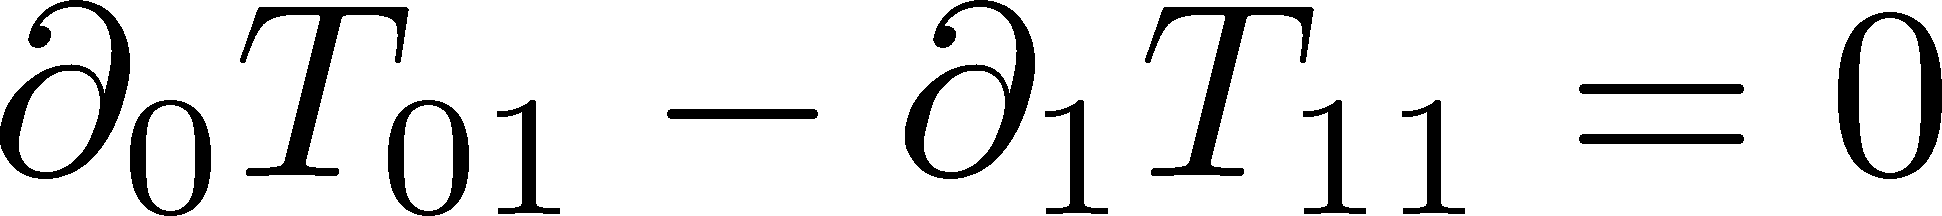 ∂₀T₀₁ − ∂₁T₁₁ = 0